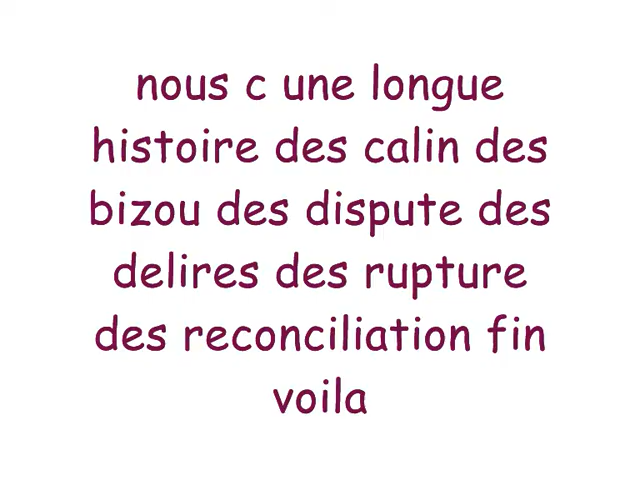 nous c une longue
histoire des calin des
bizou des dispute des
delires des rupture
des reconciliation fin
voila